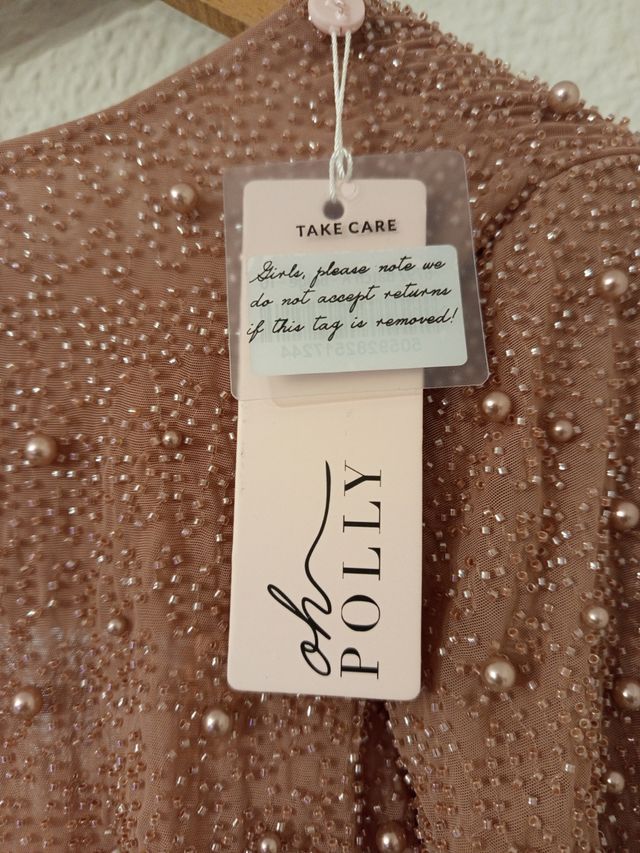 TAKE CARE
Girls, please note we
do not accept returns
if this tag is removed!
oh
POLLY